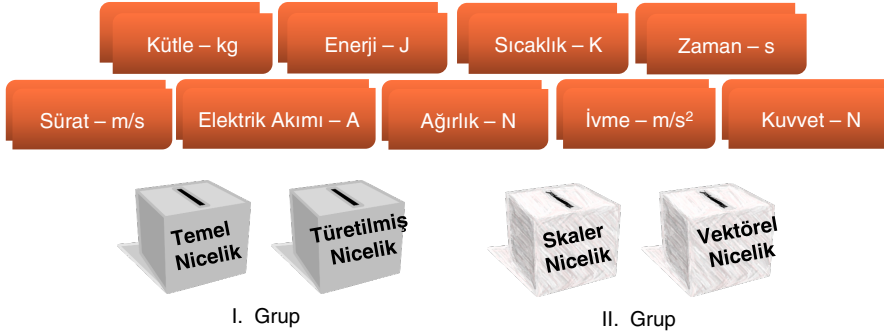 Kütle – kg
Enerji – J
Sıcaklık – K
Zaman – s
Sürat – m/s
Elektrik Akımı – A
Ağırlık – N
İvme – m/s²
Kuvvet – N
Temel
Nicelik
Türetilmiş
Nicelik
Skaler
Nicelik
Vektörel
Nicelik
I. Grup
II. Grup